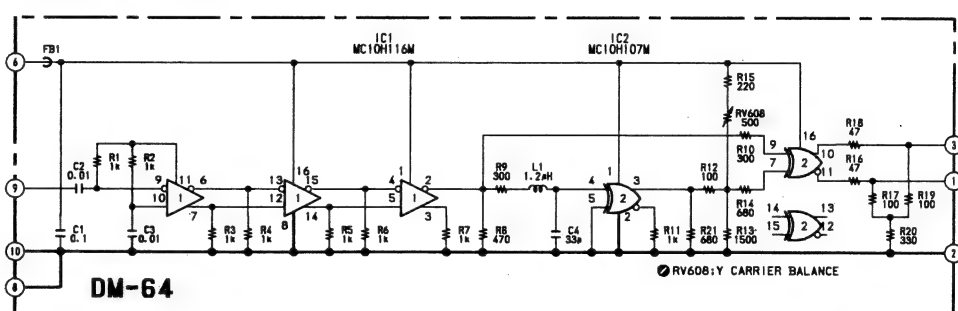 IC1
MC10H116M
IC2
MC10H107M
6
FB1
R15
220
RV608
500
16
R18
47
3
9
10
C2
0.01
R1
1k
R2
1k
9
11
6
10
1
7
13
16
15
12
1
14
8
4
1
2
5
1
3
R9
300
L1
1.2μH
4
1
3
5
2
2
R12
100
R10
300
7
2
11
R16
47
1
9
R14
680
R17
100
R19
100
14
13
15
2
12
C1
0.1
C3
0.01
R3
1k
R4
1k
R5
1k
R6
1k
R7
1k
R8
470
C4
33p
R11
1k
R21
680
R13
1500
R20
330
10
2
8
DM-64
RV608:Y CARRIER BALANCE